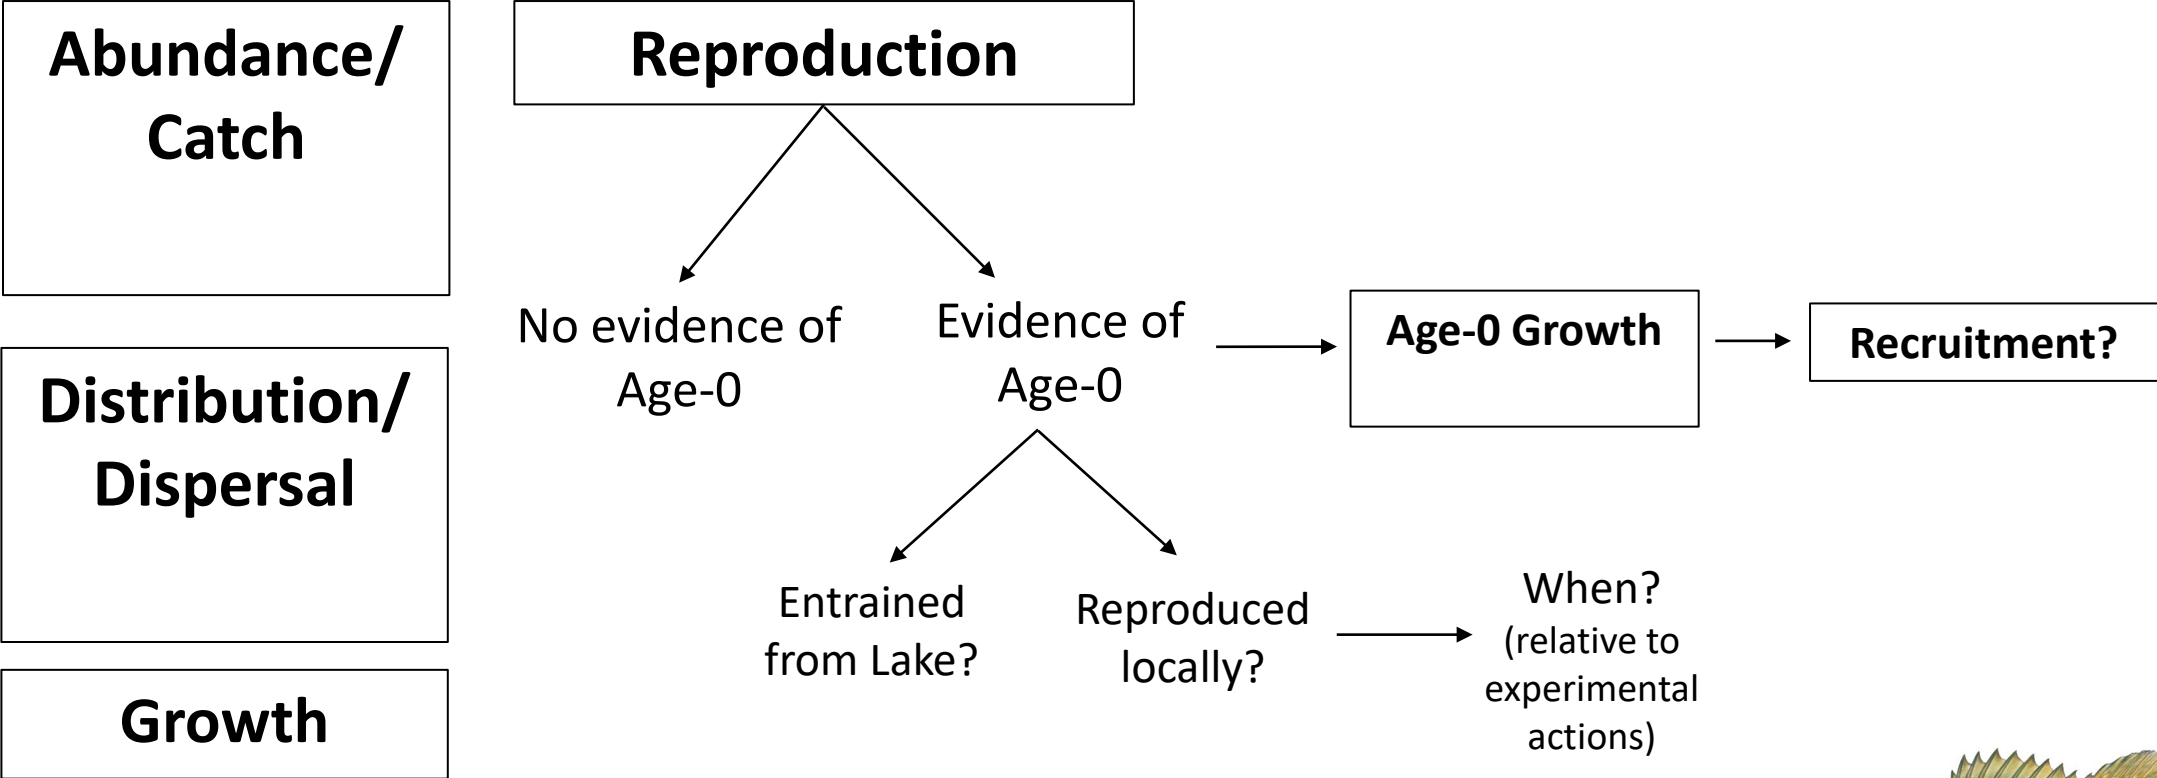 Abundance/
Catch
Distribution/
Dispersal
Growth
Reproduction
No evidence of
Age-0
Evidence of
Age-0
Age-0 Growth
Recruitment?
Entrained
from Lake?
Reproduced
locally?
When?
(relative to
experimental
actions)